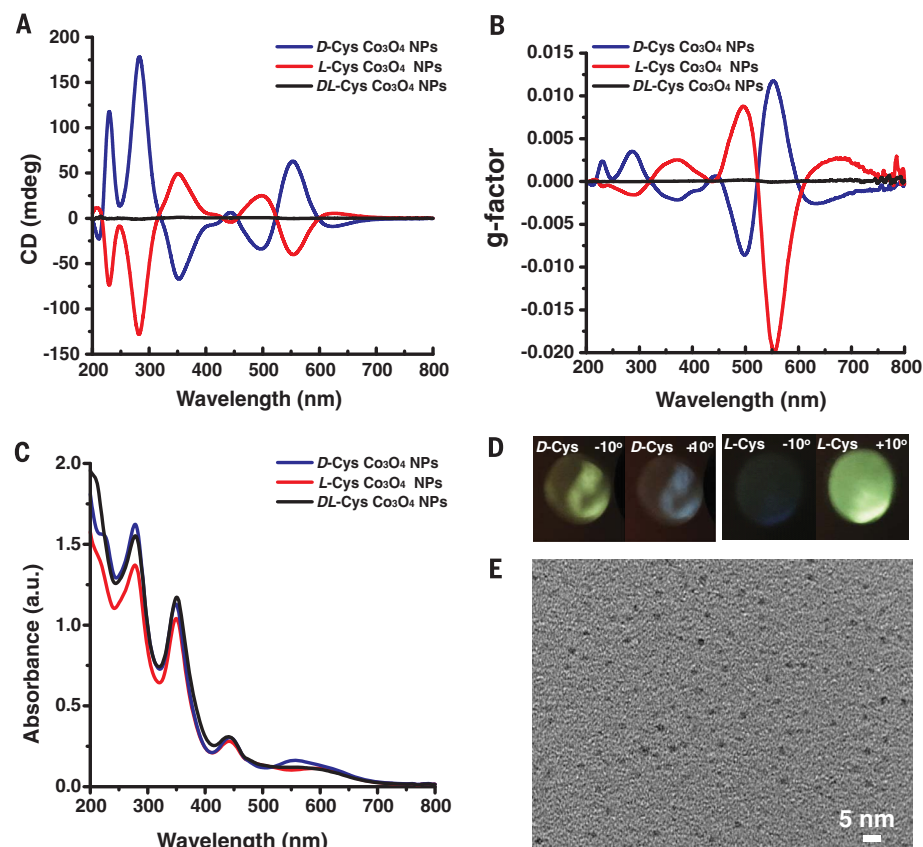 A
200
150
100
50
0
-50
-100
-150
CD (mdeg)
D-Cys Co₃O₄ NPs
L-Cys Co₃O₄ NPs
DL-Cys Co₃O₄ NPs
200 300 400 500 600 700 800
Wavelength (nm)
B
0.015
0.010
0.005
0.000
-0.005
-0.010
-0.015
-0.020
g-factor
D-Cys Co₃O₄ NPs
L-Cys Co₃O₄ NPs
DL-Cys Co₃O₄ NPs
200 300 400 500 600 700 800
Wavelength (nm)
C
2.0
1.5
1.0
0.5
0.0
Absorbance (a.u.)
D-Cys Co₃O₄ NPs
L-Cys Co₃O₄ NPs
DL-Cys Co₃O₄ NPs
200 300 400 500 600 700 800
Wavelength (nm)
D
D-Cys -10° D-Cys +10° L-Cys -10° L-Cys +10°
E
5 nm